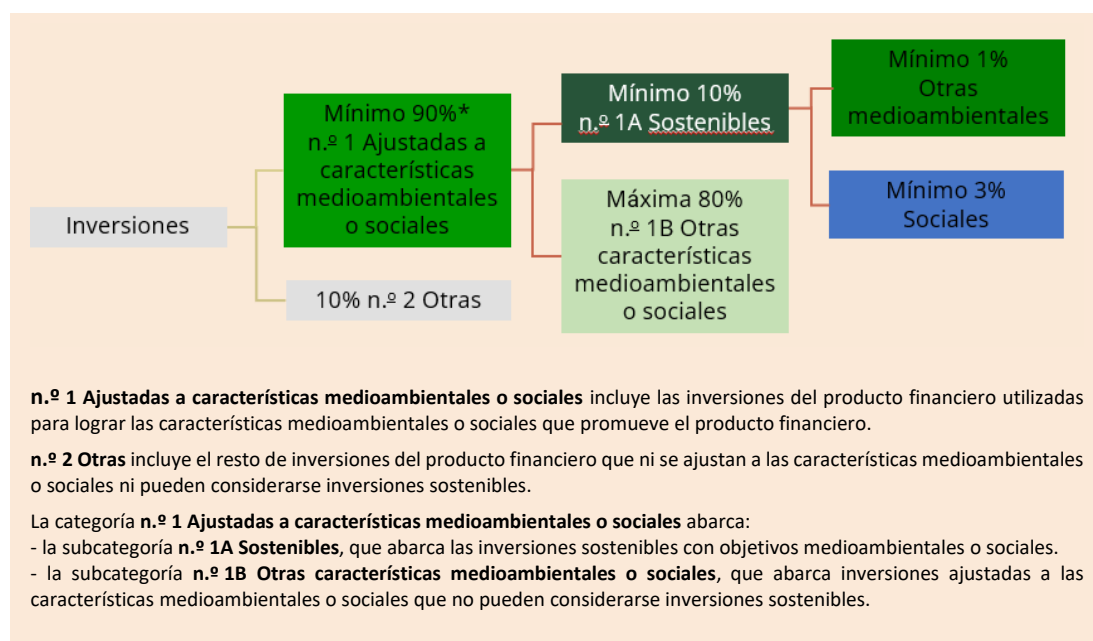 Inversiones
Mínimo 90%*
n.º 1 Ajustadas a
características
medioambientales
o sociales
10% n.º 2 Otras
Mínimo 10%
n.º 1A Sostenibles
Máxima 80%
n.º 1B Otras
características
medioambientales
o sociales
Mínimo 1%
Otras
medioambientales
Mínimo 3%
Sociales
n.º 1 Ajustadas a características medioambientales o sociales incluye las inversiones del producto financiero utilizadas
para lograr las características medioambientales o sociales que promueve el producto financiero.
n.º 2 Otras incluye el resto de inversiones del producto financiero que ni se ajustan a las características medioambientales
o sociales ni pueden considerarse inversiones sostenibles.
La categoría n.º 1 Ajustadas a características medioambientales o sociales abarca:
- la subcategoría n.º 1A Sostenibles, que abarca las inversiones sostenibles con objetivos medioambientales o sociales.
- la subcategoría n.º 1B Otras características medioambientales o sociales, que abarca inversiones ajustadas a las
características medioambientales o sociales que no pueden considerarse inversiones sostenibles.